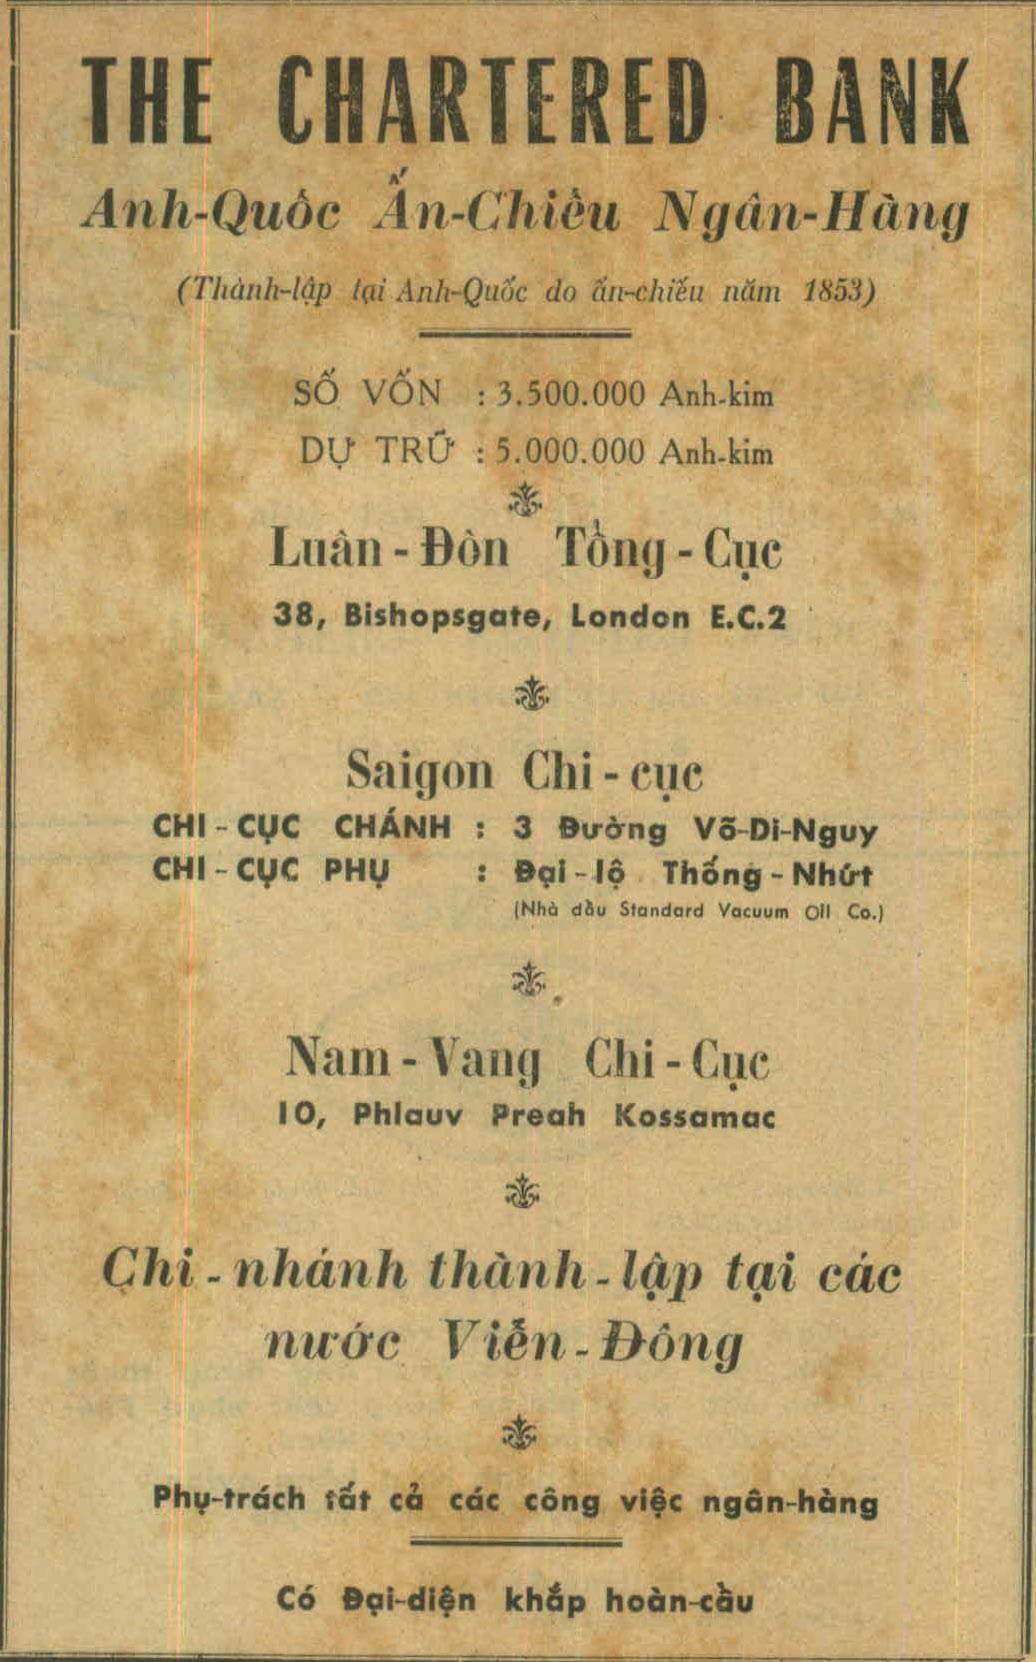 THE CHARTERED BANK
Anh-Quốc Ấn-Chiếu Ngân-Hàng
(Thành-lập tại Anh-Quốc do ấn-chiếu năm 1853)
SỐ VỐN : 3.500.000 Anh-kim
DỰ TRỮ : 5.000.000 Anh-kim
Luân-Đôn Tổng-Cục
38, Bishopsgate, London E.C.2
Saigon Chi-cục
CHI-CỤC CHÁNH : 3 Đường Võ-Di-Nguy
CHI-CỤC PHỤ : Đại-lộ Thống-Nhứt
(Nhà dầu Standard Vacuum Oil Co.)
Nam-Vang Chi-Cục
10, Phlauv Preah Kossamac
Chi-nhánh thành-lập tại các
nước Viễn-Đông
Phụ-trách tất cả các công việc ngân-hàng
Có Đại-diện khắp hoàn-cầu